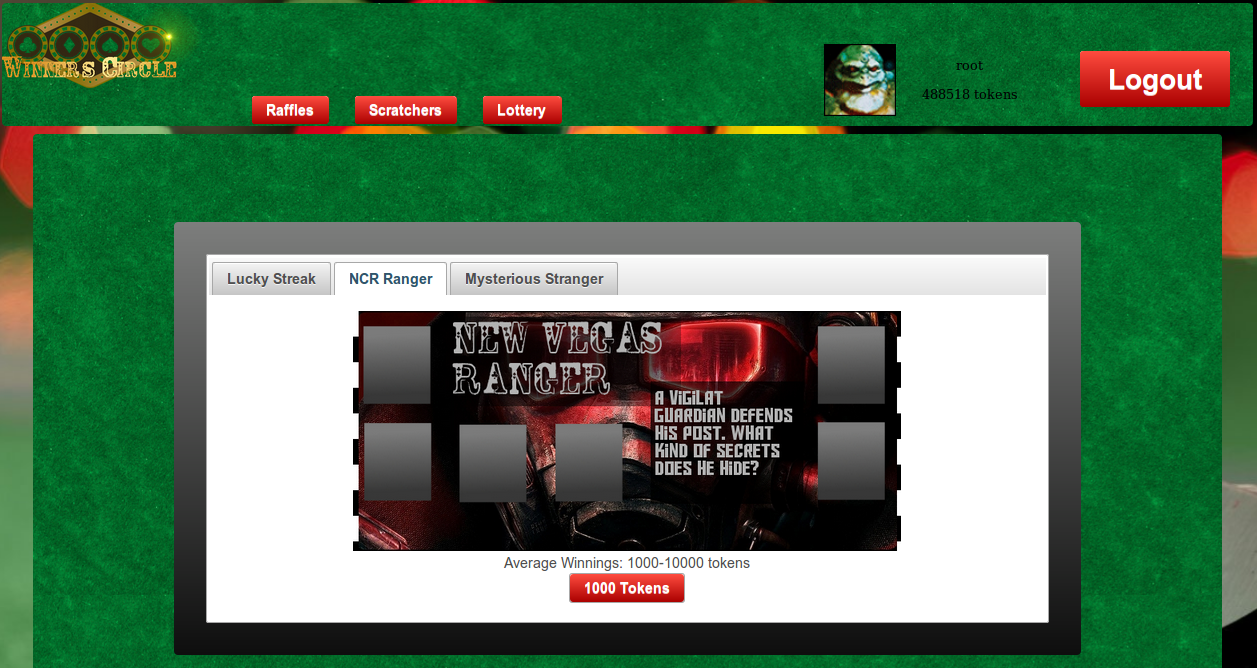 WINNER'S CIRCLE
root
488518 tokens
Logout
Raffles
Scratchers
Lottery
Lucky Streak
NCR Ranger
Mysterious Stranger
NEW VEGAS
RANGER
A ViGiLAT
GUARDiAN DEFENDS
HiS POST. WHAT
KiND OF SECRETS
DOES HE HiDE?
Average Winnings: 1000-10000 tokens
1000 Tokens